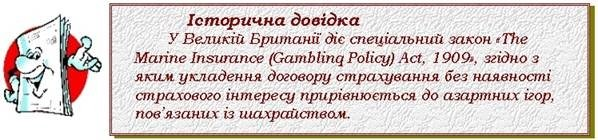 Історична довідка
У Великій Британії діє спеціальний закон «The
Marine Insurance (Gambling Policy) Act, 1909», згідно з
яким укладення договору страхування без наявності
страхового інтересу прирівнюється до азартних ігор,
пов'язаних із шахрайством.